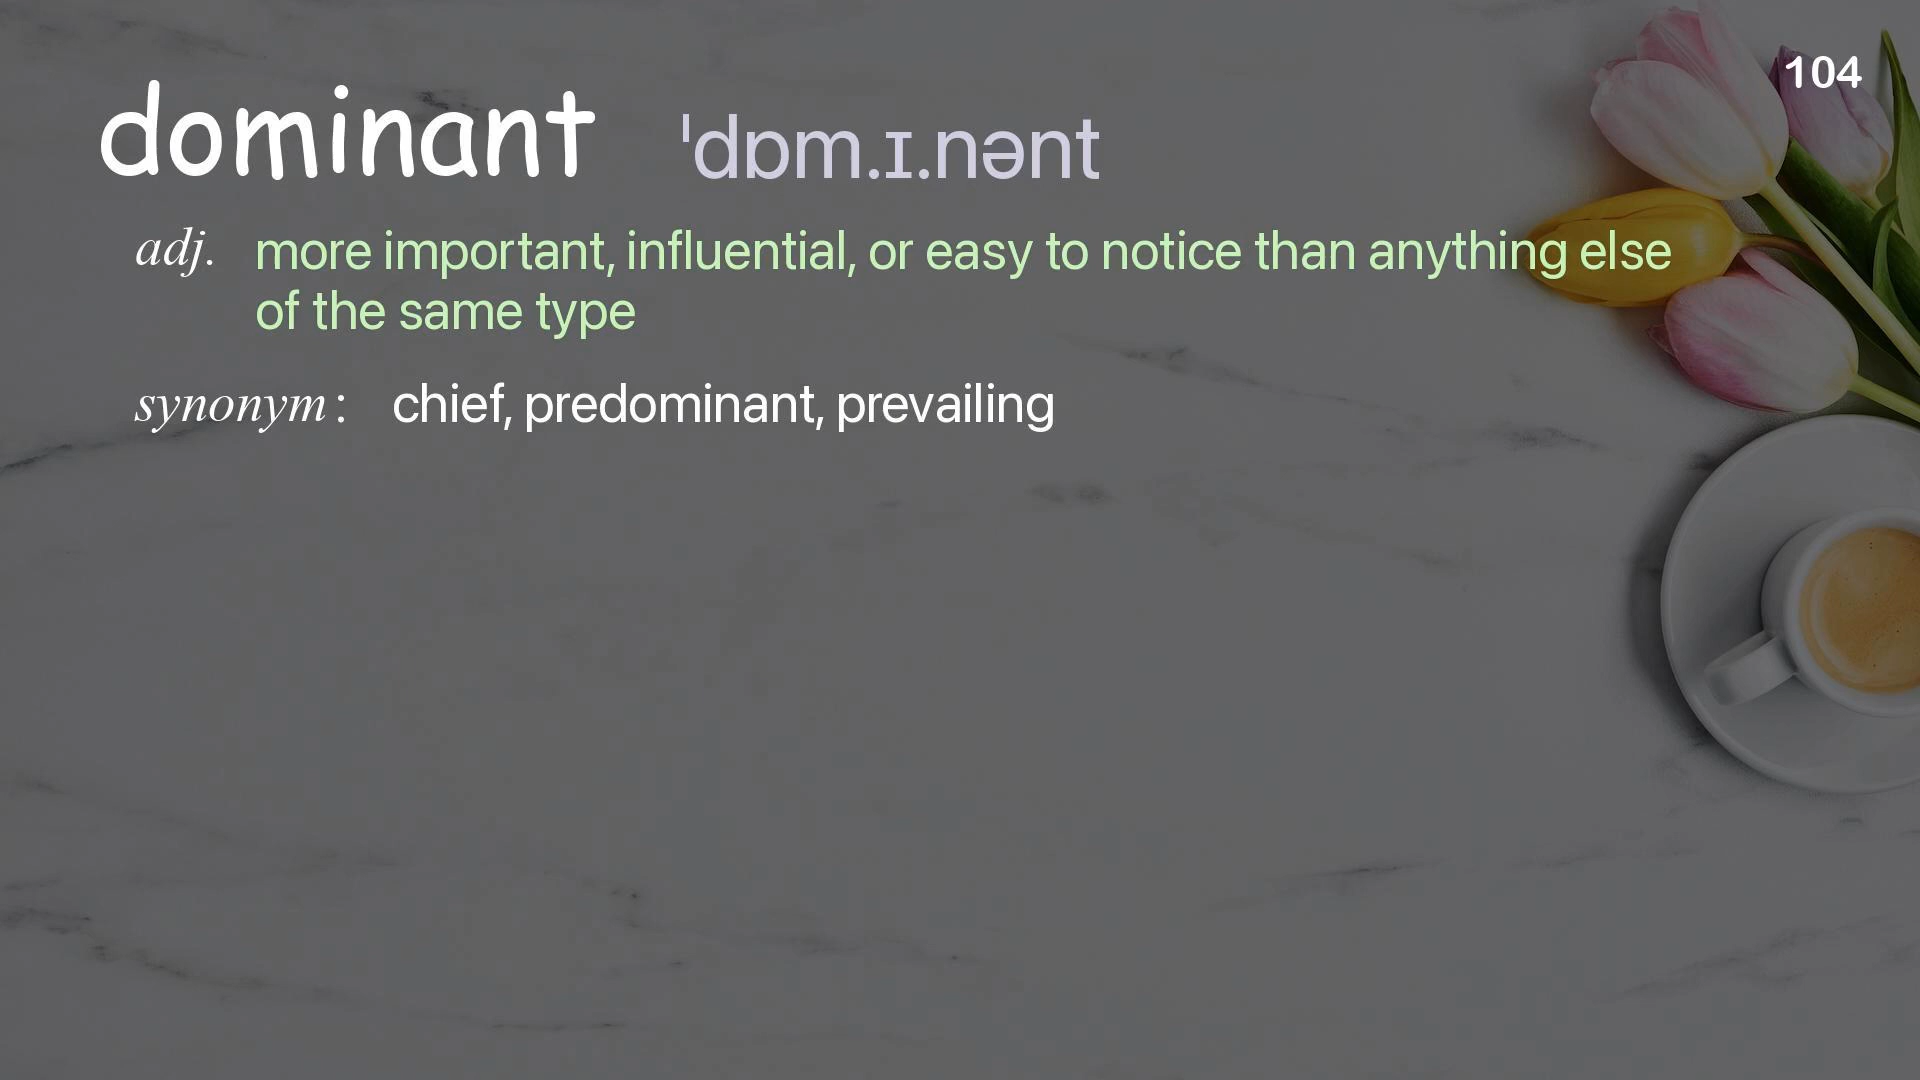 104
dominant ˈdɒm.ɪ.nənt
adj. more important, influential, or easy to notice than anything else
of the same type
synonym: chief, predominant, prevailing